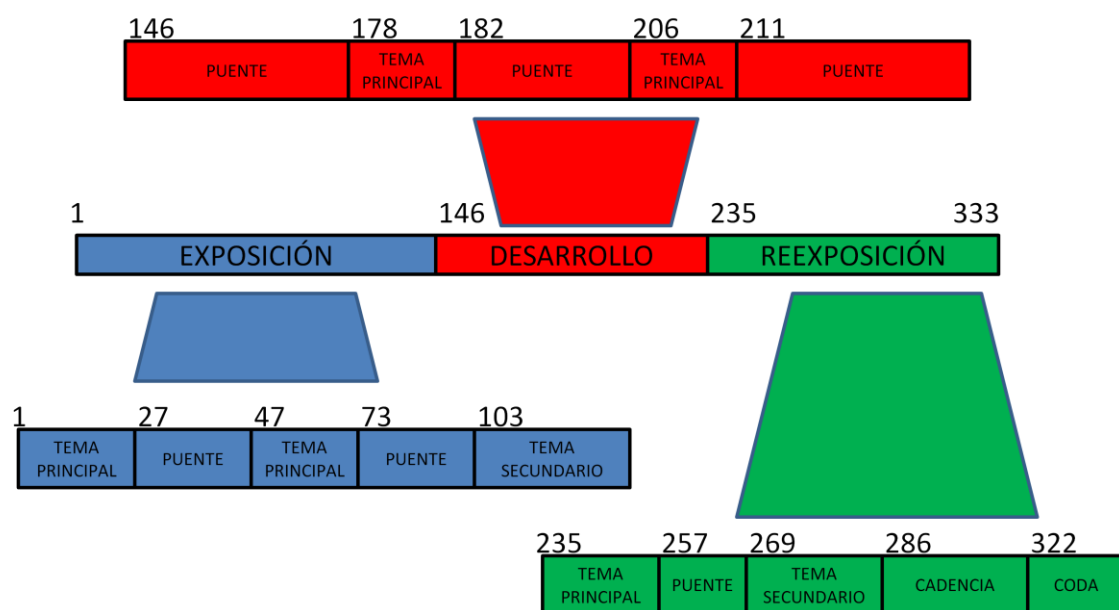 146 178 182 206 211
PUENTE TEMA PRINCIPAL PUENTE TEMA PRINCIPAL PUENTE
1 146 235 333
EXPOSICIÓN DESARROLLO REEXPOSICIÓN
1 27 47 73 103
TEMA PRINCIPAL PUENTE TEMA PRINCIPAL PUENTE TEMA SECUNDARIO
235 257 269 286 322
TEMA PRINCIPAL PUENTE TEMA SECUNDARIO CADENCIA CODA